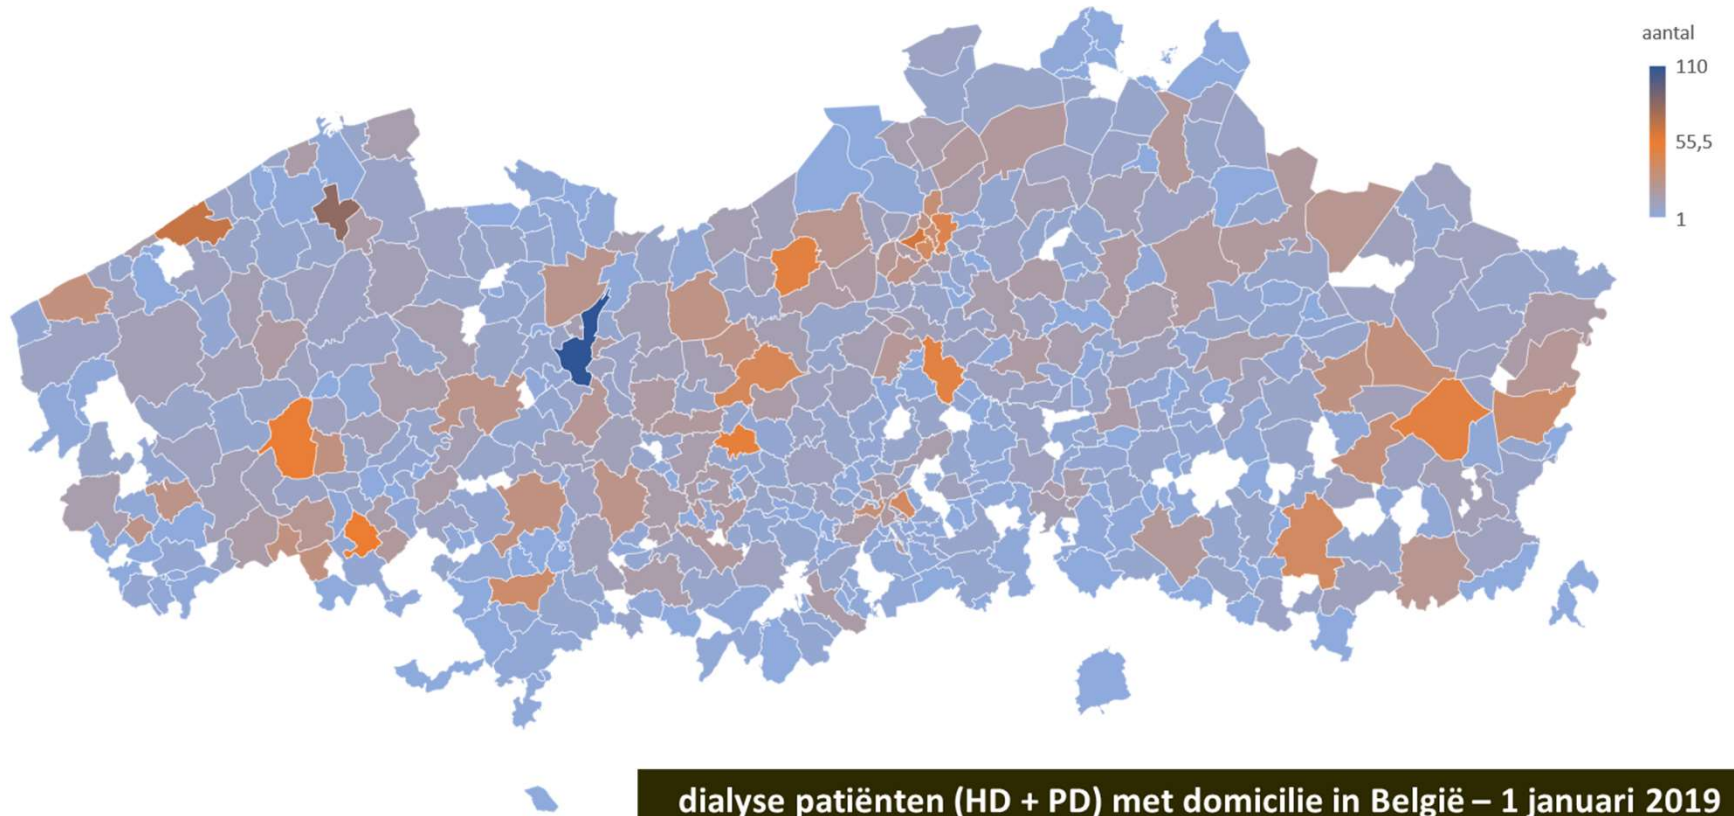 aantal
110
55,5
1
dialyse patiënten (HD + PD) met domicilie in België – 1 januari 2019